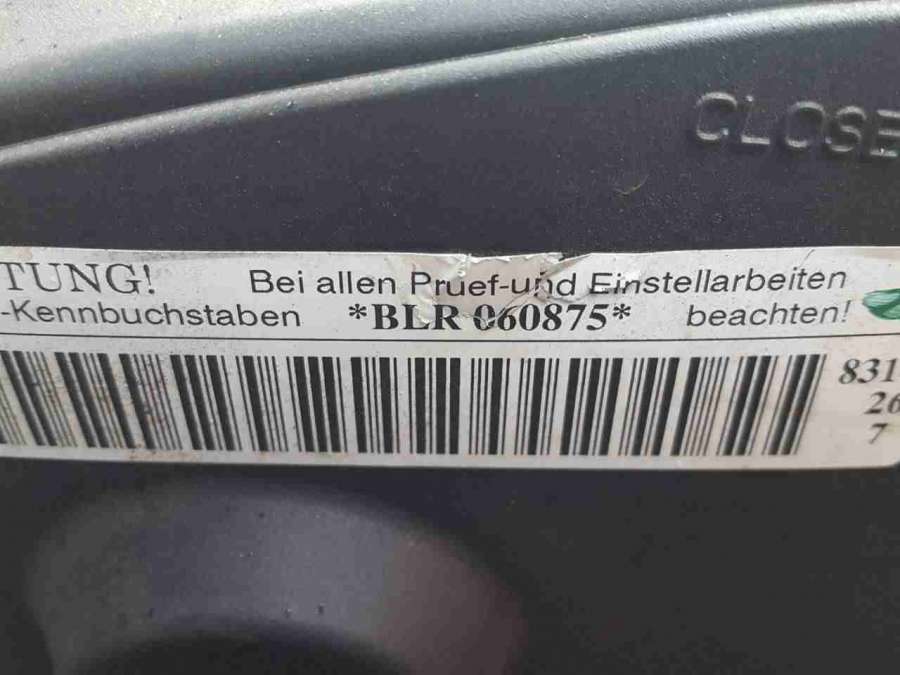 CLOSE
TUNG! Bei allen Pruef-und Einstellarbeiten
-Kennbuchstaben *BLR 060875* beachten!
831
26
7